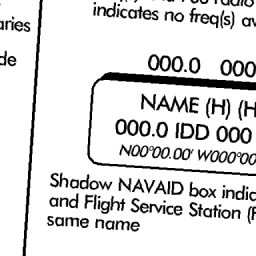 indicates no freq(s)
aries
de
000.0 000
NAME (H) (H
000.0 IDD 000
N00°00.00' W000°00
Shadow NAVAID box indic
and Flight Service Station (F
same name